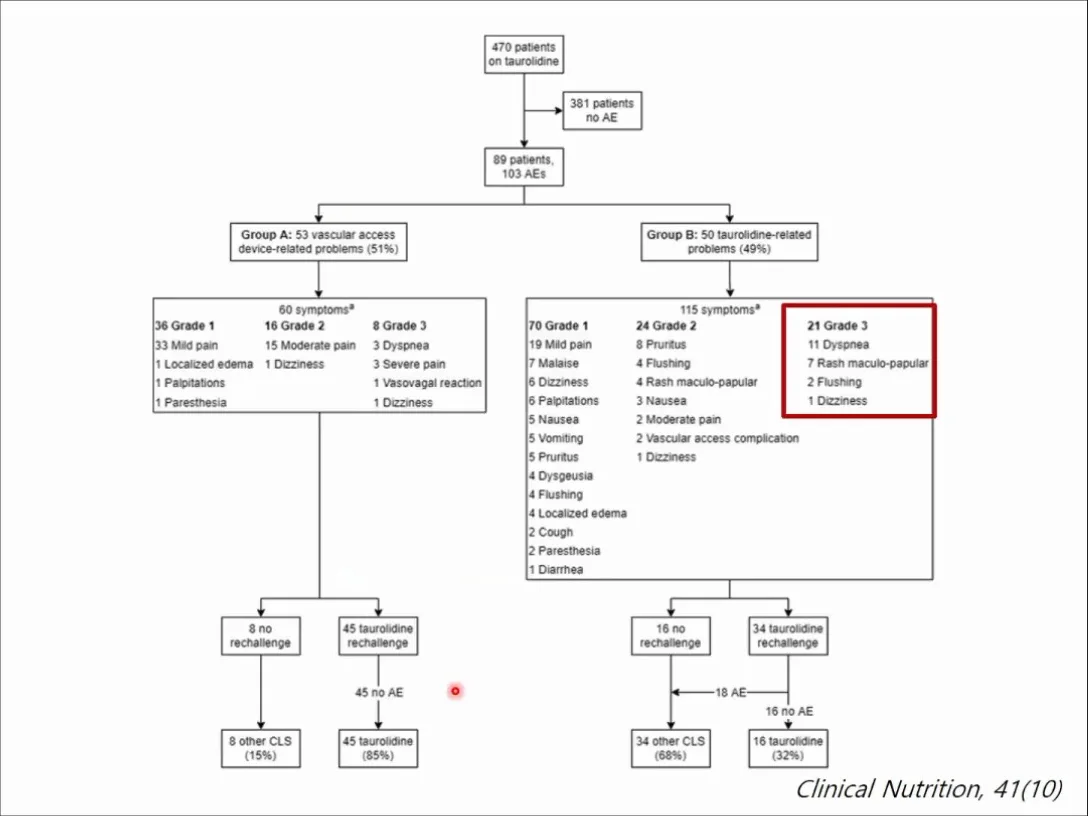 470 patients
on taurolidine
381 patients
no AE
89 patients,
103 AEs
Group A: 53 vascular access
device-related problems (51%)
Group B: 50 taurolidine-related
problems (49%)
60 symptomsª
36 Grade 1
33 Mild pain
1 Localized edema
1 Palpitations
1 Paresthesia
16 Grade 2
15 Moderate pain
1 Dizziness
8 Grade 3
3 Dyspnea
3 Severe pain
1 Vasovagal reaction
1 Dizziness
115 symptomsª
70 Grade 1
19 Mild pain
7 Malaise
6 Dizziness
6 Palpitations
5 Nausea
5 Vomiting
5 Pruritus
4 Dysgeusia
4 Flushing
4 Localized edema
2 Cough
2 Paresthesia
1 Diarrhea
24 Grade 2
8 Pruritus
4 Flushing
4 Rash maculo-papular
3 Nausea
2 Moderate pain
2 Vascular access complication
1 Dizziness
21 Grade 3
11 Dyspnea
7 Rash maculo-papular
2 Flushing
1 Dizziness
8 no
rechallenge
45 taurolidine
rechallenge
16 no
rechallenge
34 taurolidine
rechallenge
45 no AE
18 AE
16 no AE
8 other CLS
(15%)
45 taurolidine
(85%)
34 other CLS
(68%)
16 taurolidine
(32%)
Clinical Nutrition, 41(10)